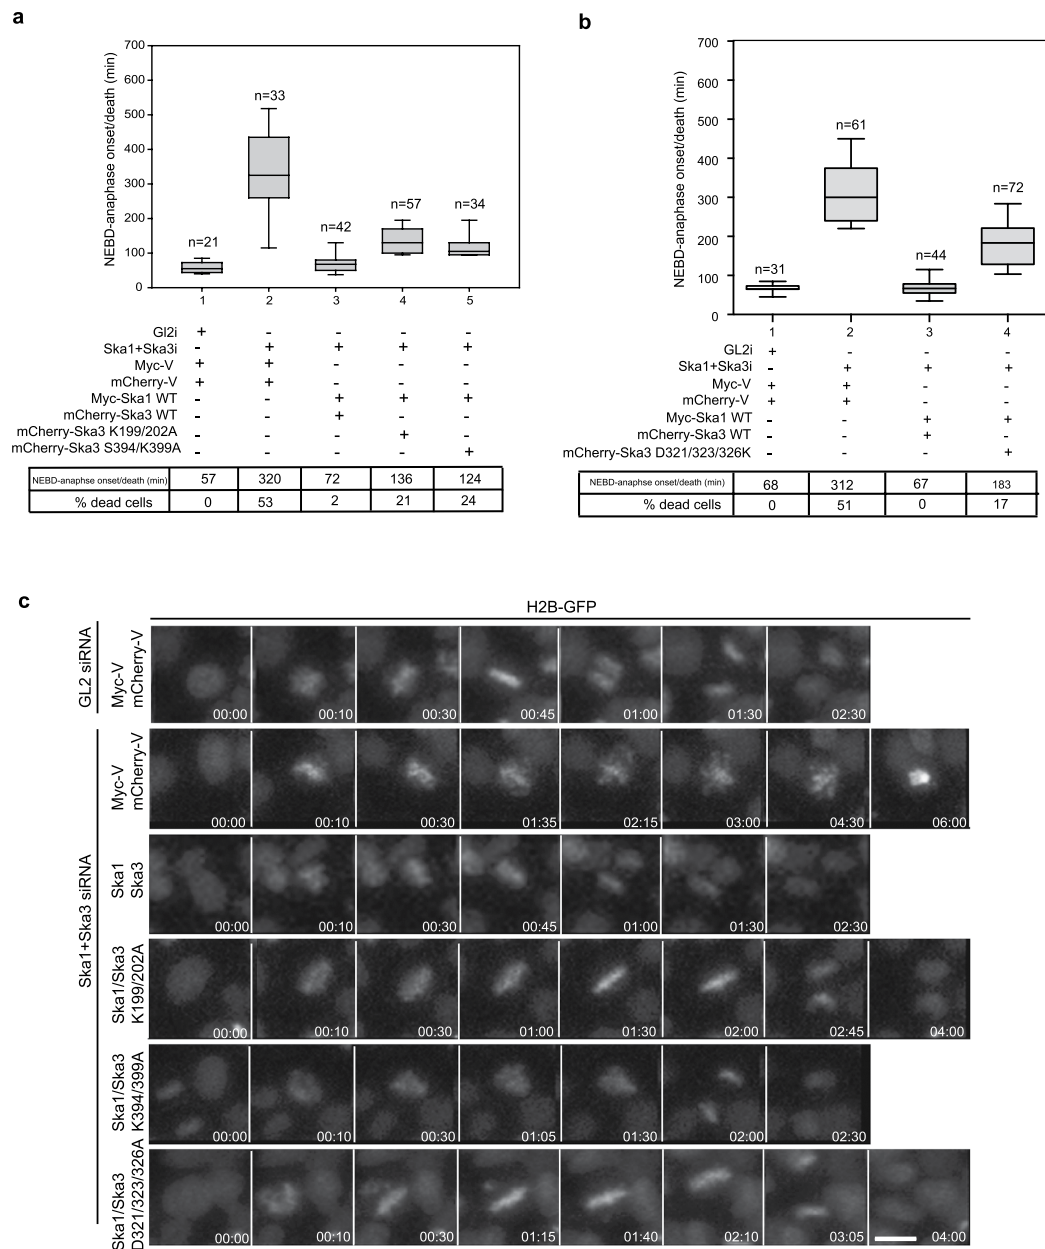 a
NEBD-anaphase onset/death (min)
700
600
500
400
300
200
100
0
n=21
n=33
n=42
n=57
n=34
1 2 3 4 5
Gl2i + - - - -
Ska1+Ska3i - + + + +
Myc-V + + - - -
mCherry-V + + - - -
Myc-Ska1 WT - - + + +
mCherry-Ska3 WT - - + - -
mCherry-Ska3 K199/202A - - - + -
mCherry-Ska3 S394/K399A - - - - +
NEBD-anaphse onset/death (min) 57 320 72 136 124
% dead cells 0 53 2 21 24
b
NEBD-anaphase onset/death (min)
700
600
500
400
300
200
100
0
n=31
n=61
n=44
n=72
1 2 3 4
GL2i + - - -
Ska1+Ska3i - + + +
Myc-V + + - -
mCherry-V + + - -
Myc-Ska1 WT - - + +
mCherry-Ska3 WT - - + -
mCherry-Ska3 D321/323/326K - - - +
NEBD-anaphse onset/death (min) 68 312 67 183
% dead cells 0 51 0 17
c
H2B-GFP
GL2 siRNA
Myc-V
mCherry-V
00:00 00:10 00:30 00:45 01:00 01:30 02:30
Ska1+Ska3 siRNA
Myc-V
mCherry-V
00:00 00:10 00:30 01:35 02:15 03:00 04:30 06:00
Ska1
Ska3
00:00 00:10 00:30 00:45 01:00 01:30 02:30
Ska1/Ska3
K199/202A
00:00 00:10 00:30 01:00 01:30 02:00 02:45 04:00
Ska1/Ska3
K394/399A
00:00 00:10 00:30 01:05 01:30 02:00 02:30
Ska1/Ska3
D321/323/326A
00:00 00:10 00:30 01:15 01:40 02:10 03:05 04:00